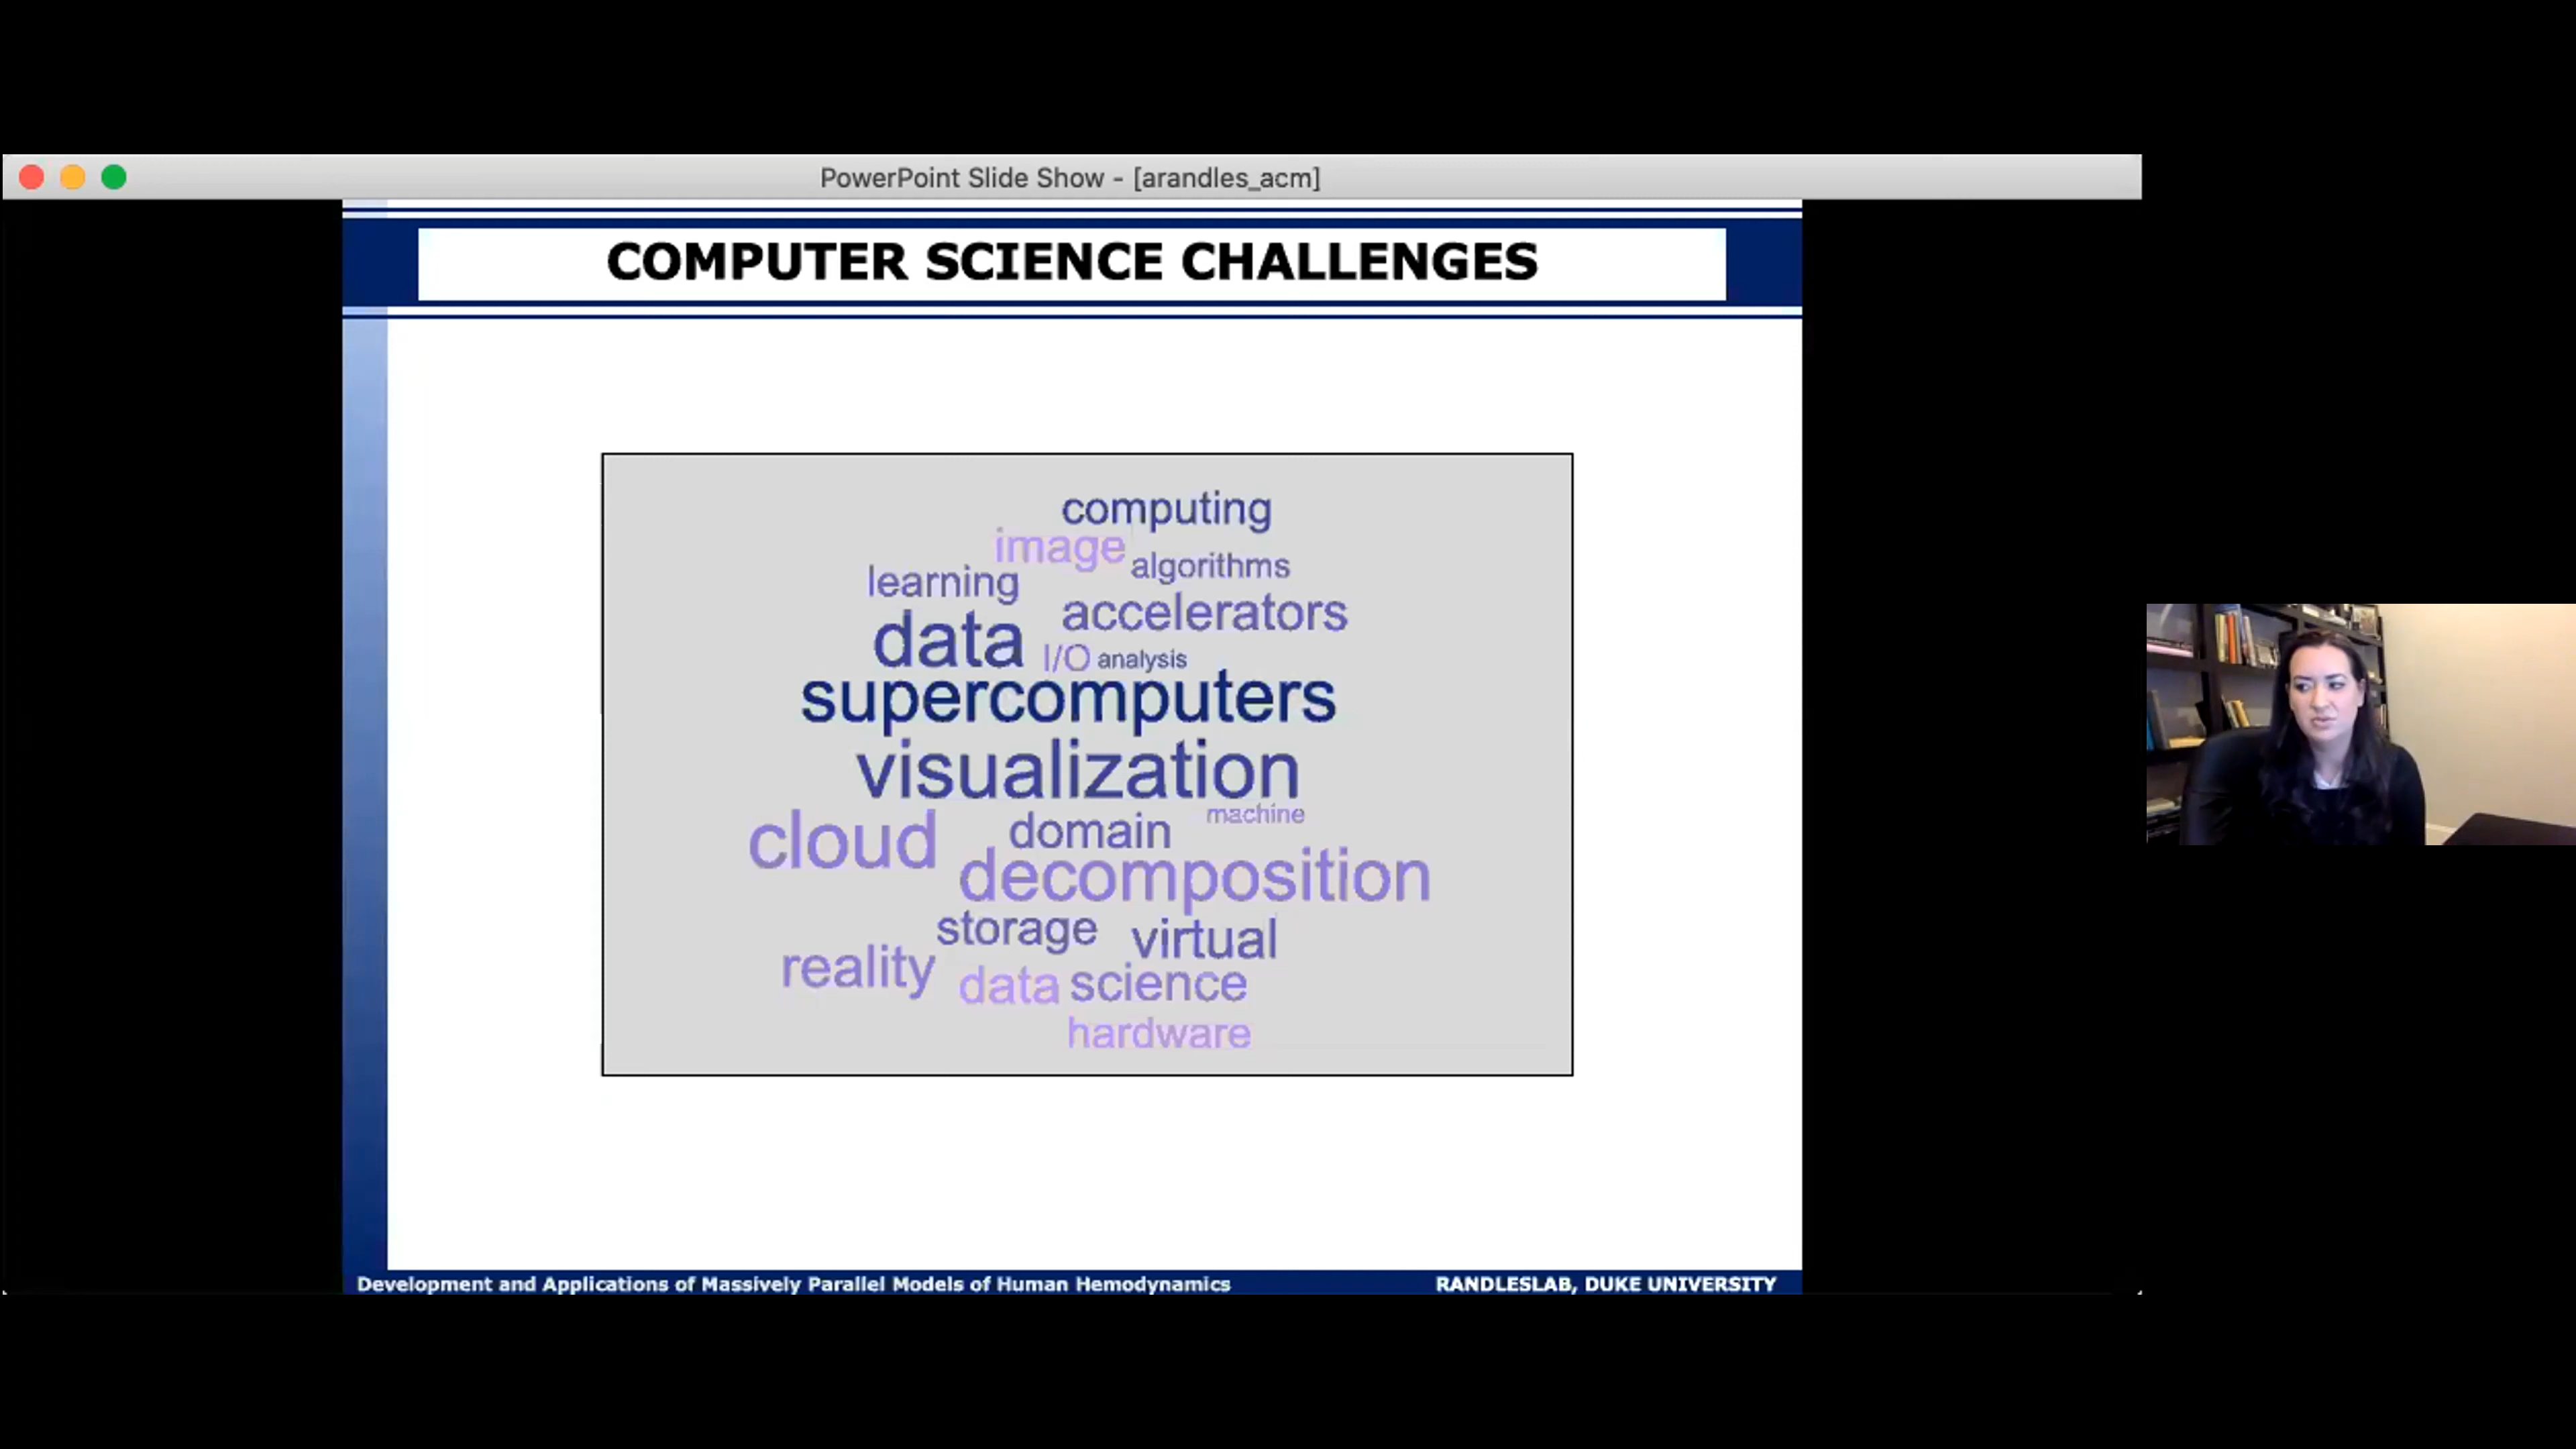 PowerPoint Slide Show - [arandles_acm]
COMPUTER SCIENCE CHALLENGES
computing
image
algorithms
learning
accelerators
data
I/O analysis
supercomputers
visualization
machine
cloud
domain
decomposition
storage
virtual
reality
data science
hardware
Development and Applications of Massively Parallel Models of Human Hemodynamics
RANDLESLAB, DUKE UNIVERSITY